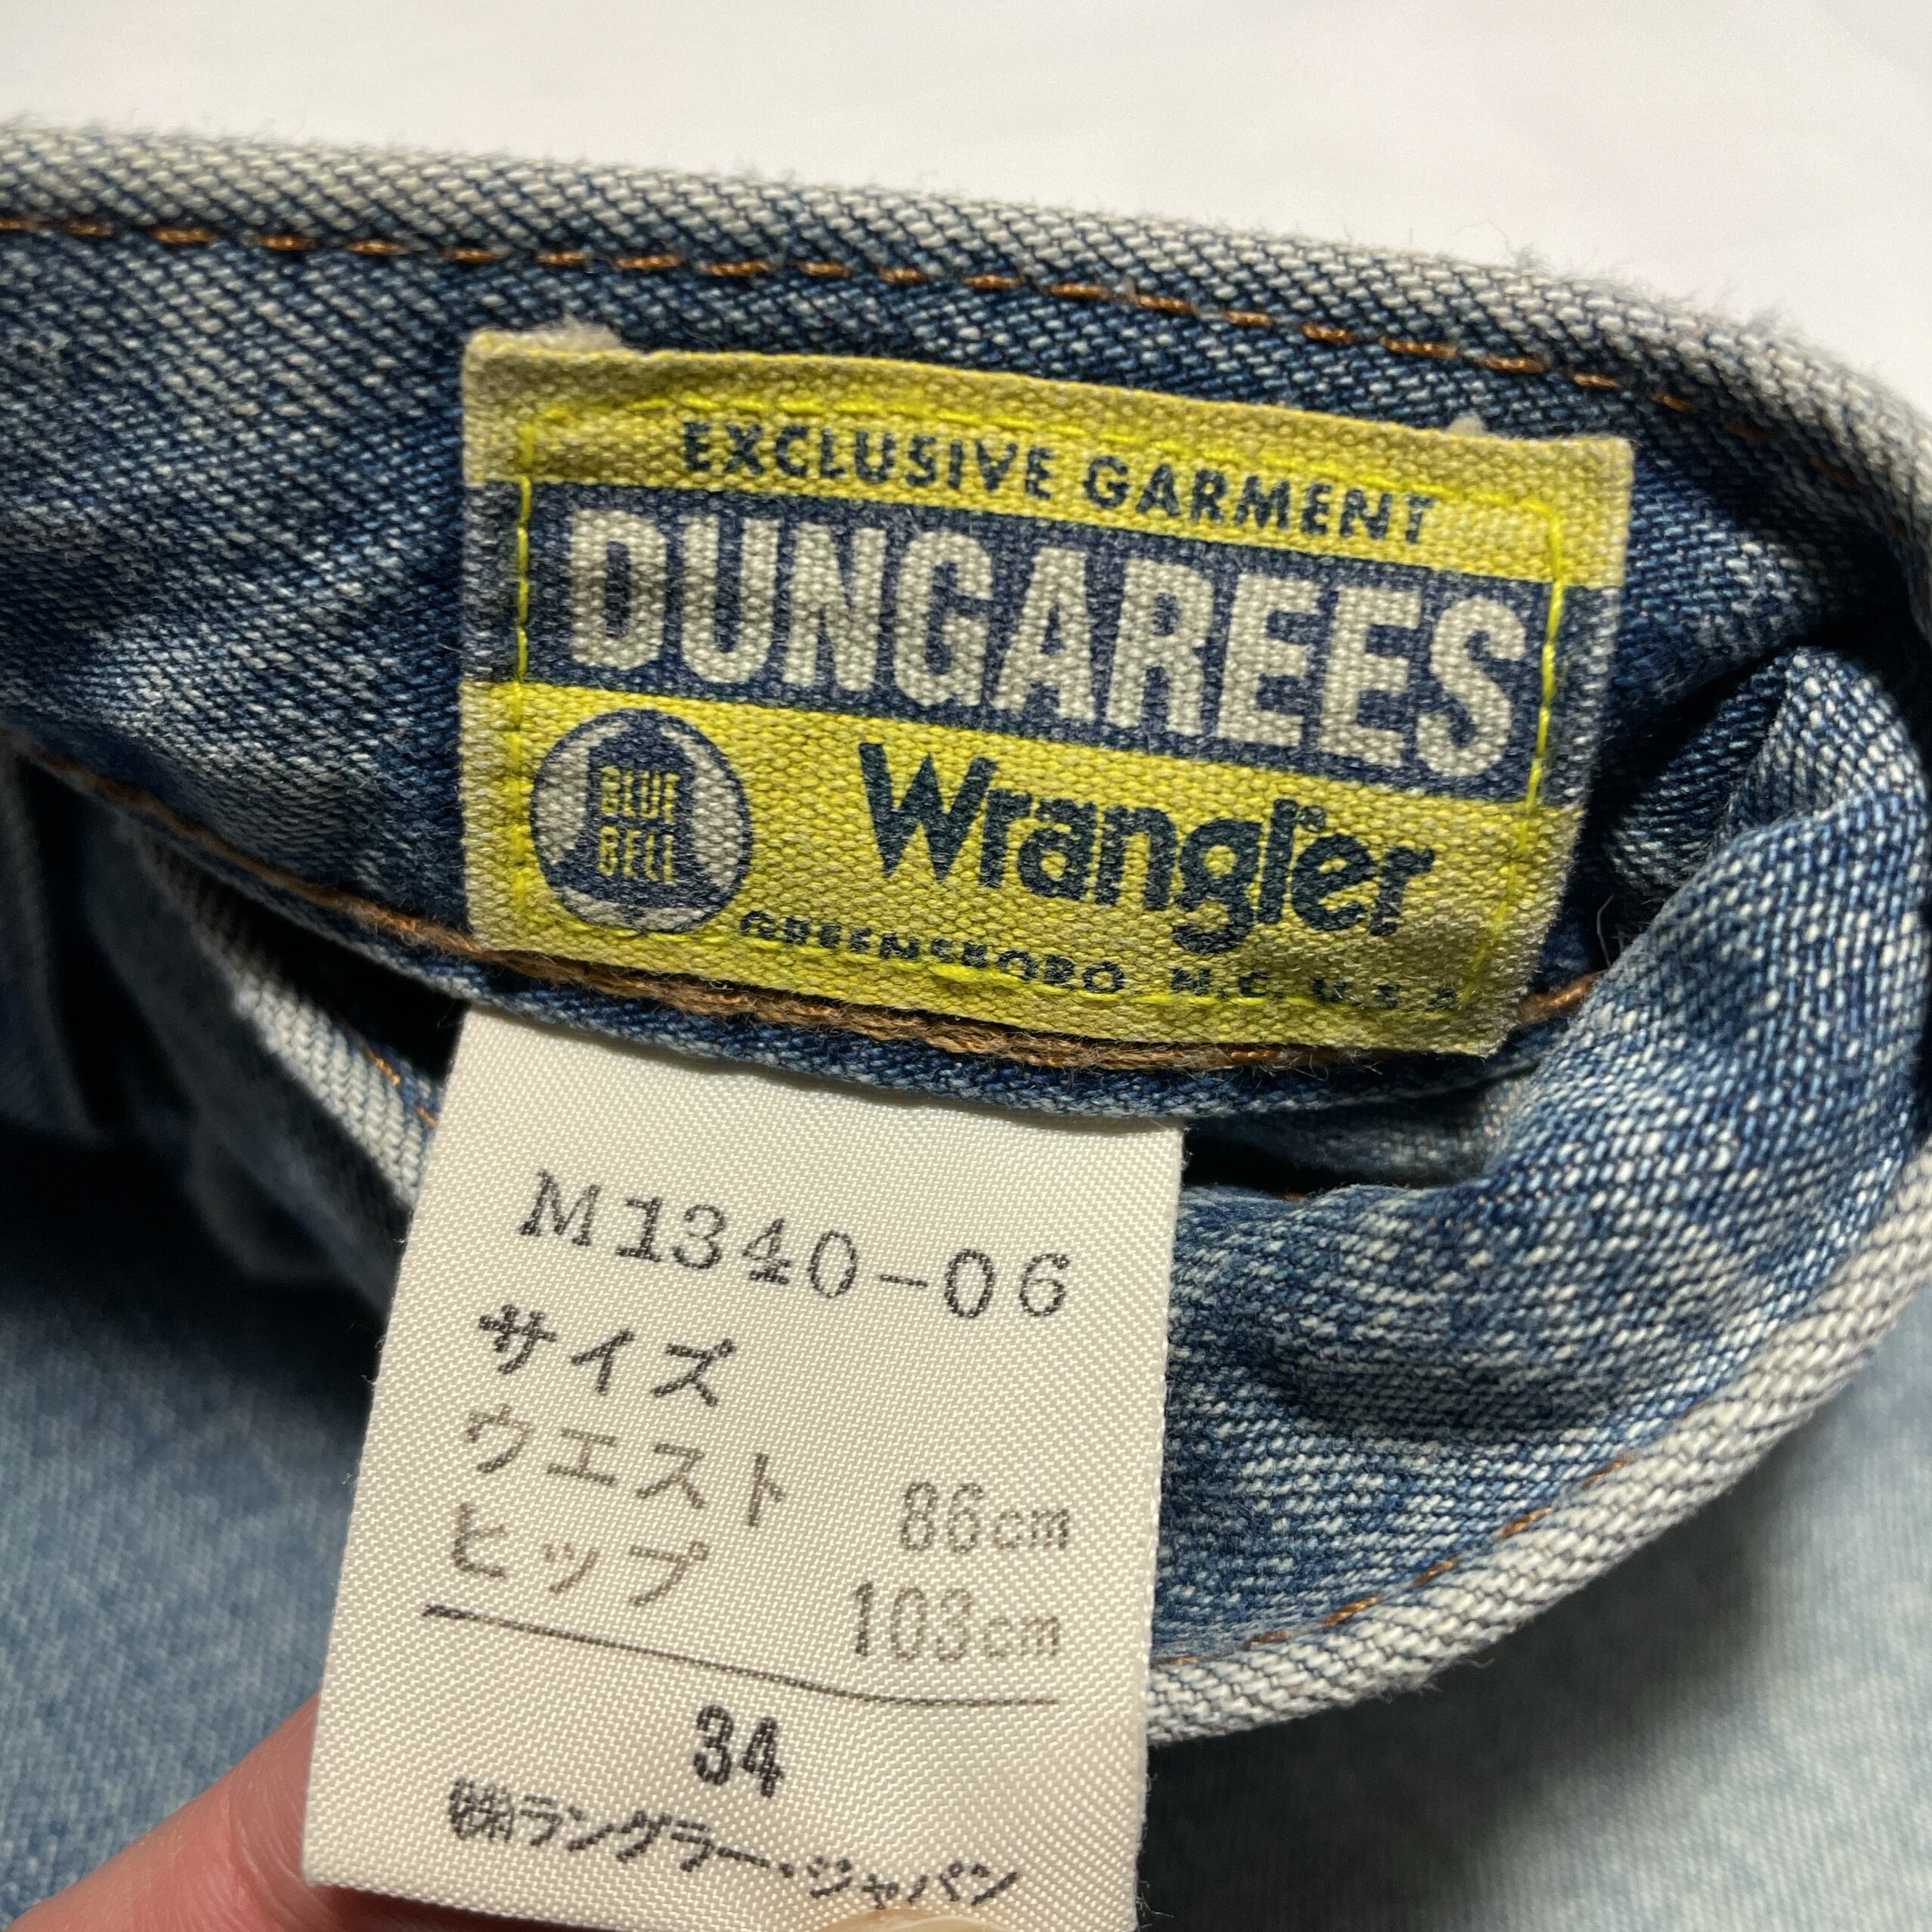 EXCLUSIVE GARMENT
DUNGAREES
BLUE
BELL
Wrangler
GREENSBORO N.C. U.S.A
M1340-06
サイズ
ウエスト 86cm
ヒップ 103cm
34
㈱ラングラー・ジャパン